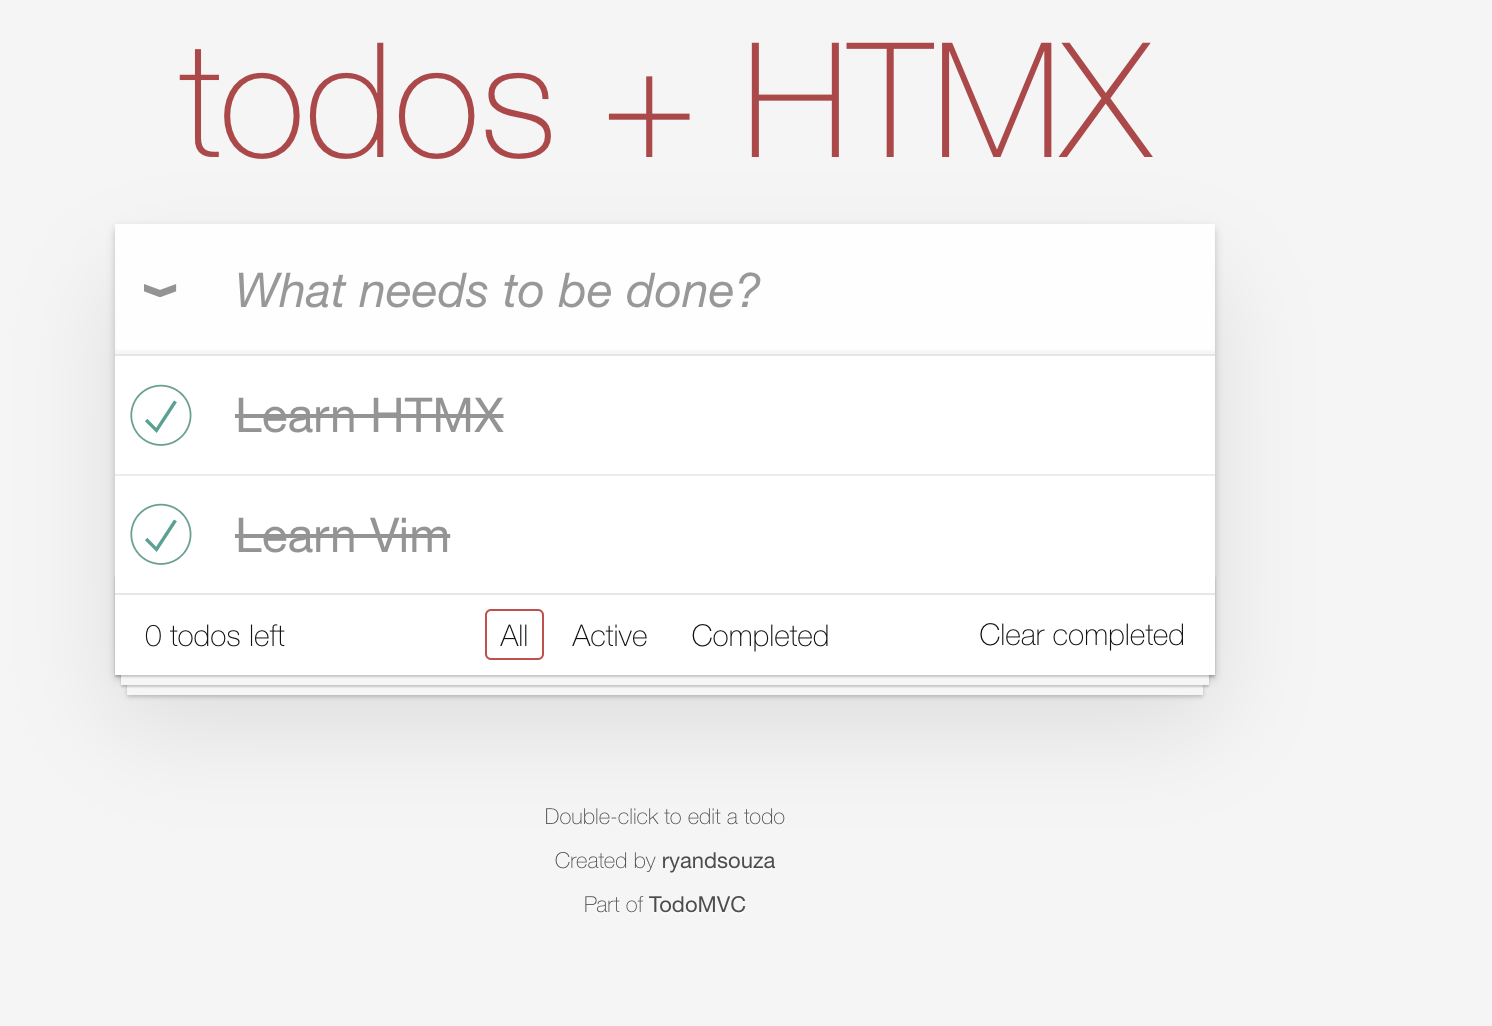 todos + HTMX
What needs to be done?
Learn HTMX
Learn Vim
0 todos left All Active Completed Clear completed
Double-click to edit a todo
Created by ryandsouza
Part of TodoMVC